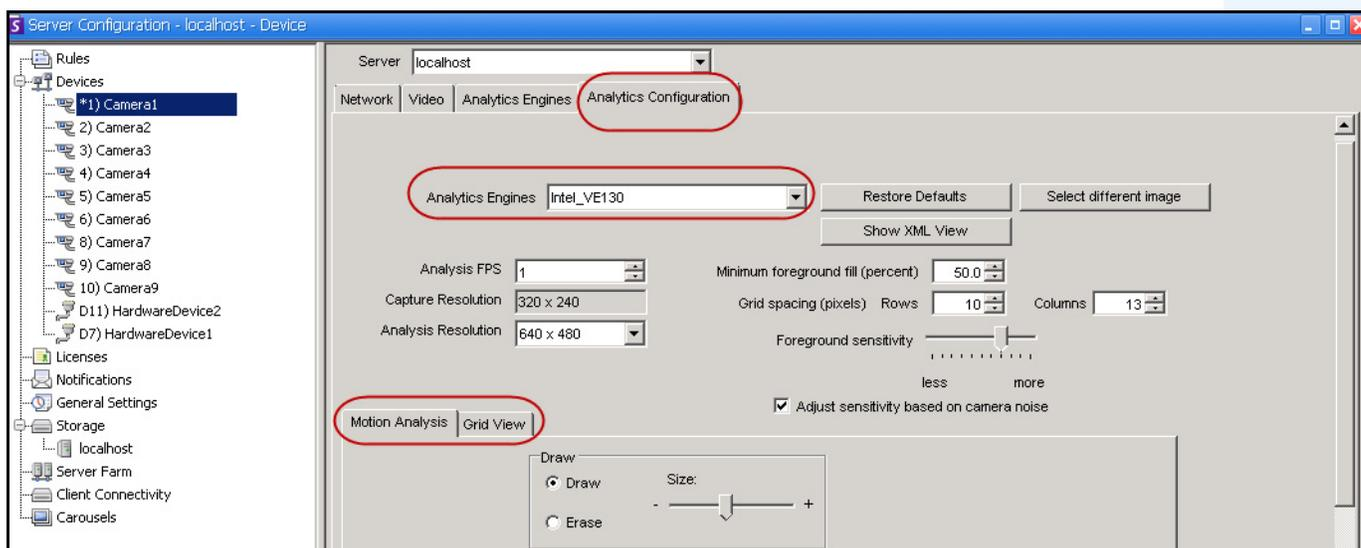 Server Configuration - localhost - Device
Rules
Devices
*1) Camera1
2) Camera2
3) Camera3
4) Camera4
5) Camera5
6) Camera6
8) Camera7
9) Camera8
10) Camera9
D11) HardwareDevice2
D7) HardwareDevice1
Licenses
Notifications
General Settings
Storage
localhost
Server Farm
Client Connectivity
Carousels
Server localhost
Network Video Analytics Engines Analytics Configuration
Analytics Engines Intel_VE130 Restore Defaults Select different image
Show XML View
Analysis FPS 1 Minimum foreground fill (percent) 50.0
Capture Resolution 320 x 240 Grid spacing (pixels) Rows 10 Columns 13
Analysis Resolution 640 x 480 Foreground sensitivity
less more
Adjust sensitivity based on camera noise
Motion Analysis Grid View
Draw
Draw Size:
- +
Erase